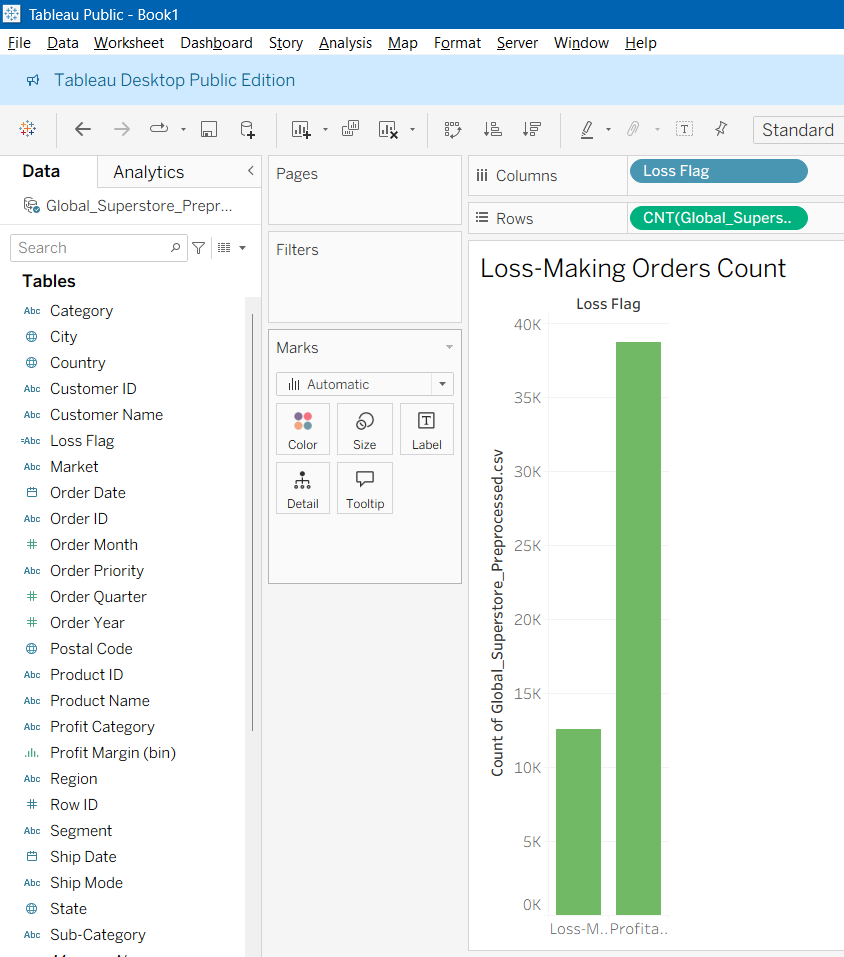 Tableau Public - Book1
File Data Worksheet Dashboard Story Analysis Map Format Server Window Help
Tableau Desktop Public Edition
Standard
Data Analytics
Global_Superstore_Prepr...
Search
Tables
Abc Category
City
Country
Abc Customer ID
Abc Customer Name
=Abc Loss Flag
Abc Market
Order Date
Abc Order ID
# Order Month
Abc Order Priority
# Order Quarter
# Order Year
Postal Code
Abc Product ID
Abc Product Name
Abc Profit Category
Profit Margin (bin)
Abc Region
# Row ID
Abc Segment
Ship Date
Abc Ship Mode
State
Abc Sub-Category
Pages
Filters
Marks
Automatic
Color Size Label
Detail Tooltip
Columns Loss Flag
Rows CNT(Global_Supers..
Loss-Making Orders Count
Loss Flag
Count of Global_Superstore_Preprocessed.csv
40K
35K
30K
25K
20K
15K
10K
5K
0K
Loss-M.. Profita..